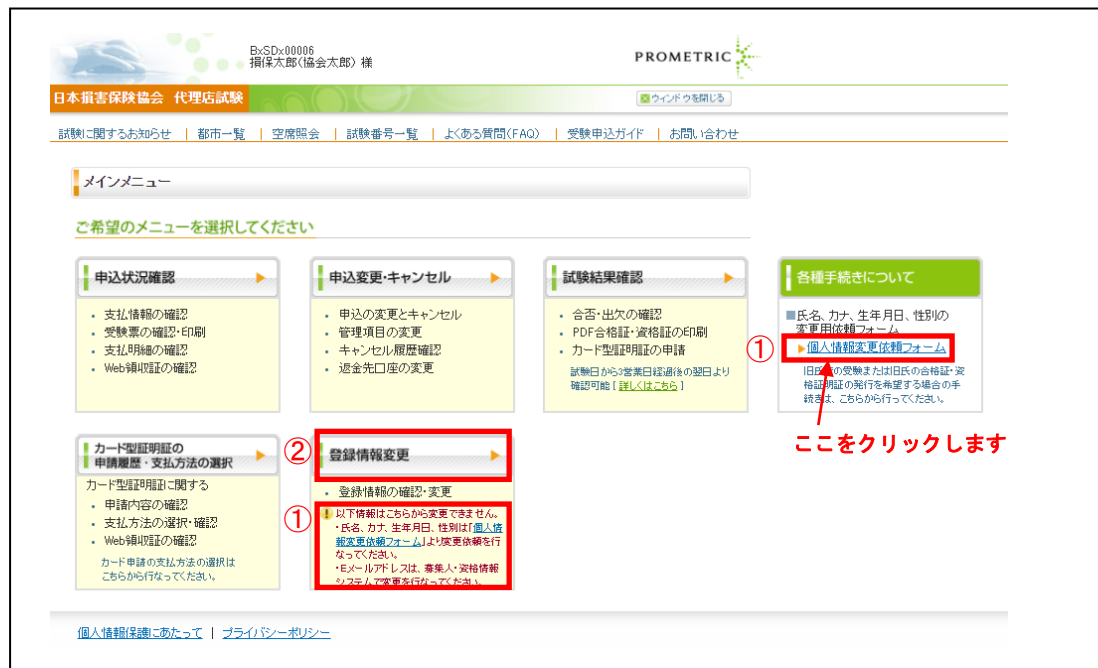 BxSDx00006
損保太郎(協会太郎) 様
PROMETRIC
日本損害保険協会 代理店試験
ウィンドウを閉じる
試験に関するお知らせ | 都市一覧 | 空席照会 | 試験番号一覧 | よくある質問(FAQ) | 受験申込ガイド | お問い合わせ
メインメニュー
ご希望のメニューを選択してください
申込状況確認
・ 支払情報の確認
・ 受験票の確認・印刷
・ 支払明細の確認
・ Web領収証の確認
申込変更・キャンセル
・ 申込の変更とキャンセル
・ 管理項目の変更
・ キャンセル履歴確認
・ 返金先口座の変更
試験結果確認
・ 合否・出欠の確認
・ PDF合格証・資格証の印刷
・ カード型証明証の申請
試験日から3営業日経過後の翌日より
確認可能 [ 詳しくはこちら ]
各種手続きについて
■氏名、カナ、生年月日、性別の
変更用依頼フォーム
①
個人情報変更依頼フォーム
旧氏での受験または旧氏の合格証・資
格証明証の発行を希望する場合の手
続きは、こちらから行ってください。
ここをクリックします
カード型証明証の
申請履歴・支払方法の選択
カード型証明証に関する
・ 申請内容の確認
・ 支払方法の選択・確認
・ Web領収証の確認
カード申請の支払方法の選択は
こちらから行なってください。
②
登録情報変更
・ 登録情報の確認・変更
①
以下情報はこちらから変更できません。
・氏名、カナ、生年月日、性別は「個人情
報変更依頼フォーム」より変更依頼を行
なってください。
・Eメールアドレスは、募集人・資格情報
システムで変更を行なってください。
個人情報保護にあたって | プライバシーポリシー